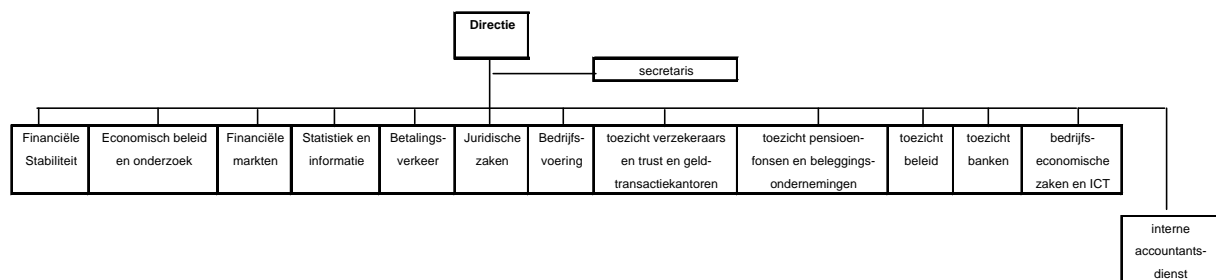 Directie
secretaris
Financiële
Stabiliteit
Economisch beleid
en onderzoek
Financiële
markten
Statistiek en
informatie
Betalings-
verkeer
Juridische
zaken
Bedrijfs-
voering
toezicht verzekeraars
en trust en geld-
transactiekantoren
toezicht pensioen-
fonsen en beleggings-
ondernemingen
toezicht
beleid
toezicht
banken
bedrijfs-
economische
zaken en ICT
interne
accountants-
dienst